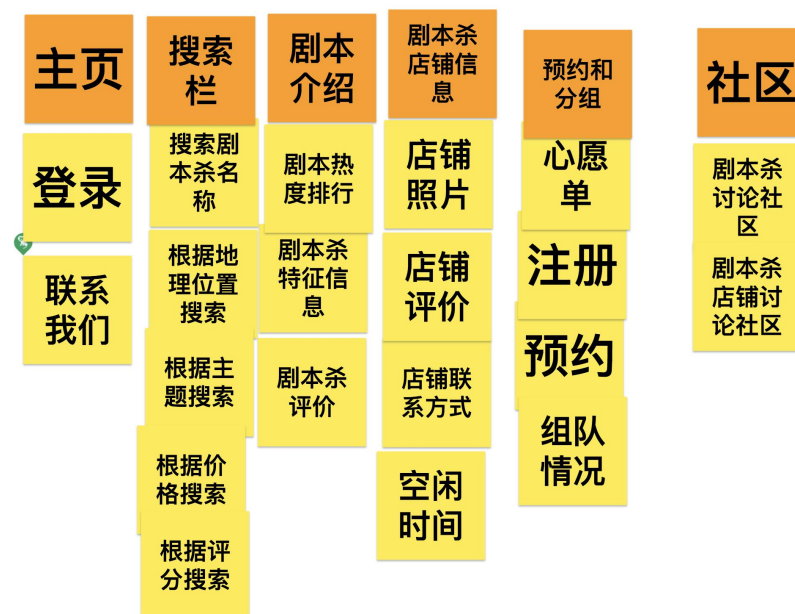 主页
登录
联系
我们
搜索
栏
搜索剧
本杀名
称
根据地
理位置
搜索
根据主
题搜索
根据价
格搜索
根据评
分搜索
剧本
介绍
剧本热
度排行
剧本杀
特征信
息
剧本杀
评价
剧本杀
店铺信
息
店铺
照片
店铺
评价
店铺联
系方式
空闲
时间
预约和
分组
心愿
单
注册
预约
组队
情况
社区
剧本杀
讨论社
区
剧本杀
店铺讨
论社区